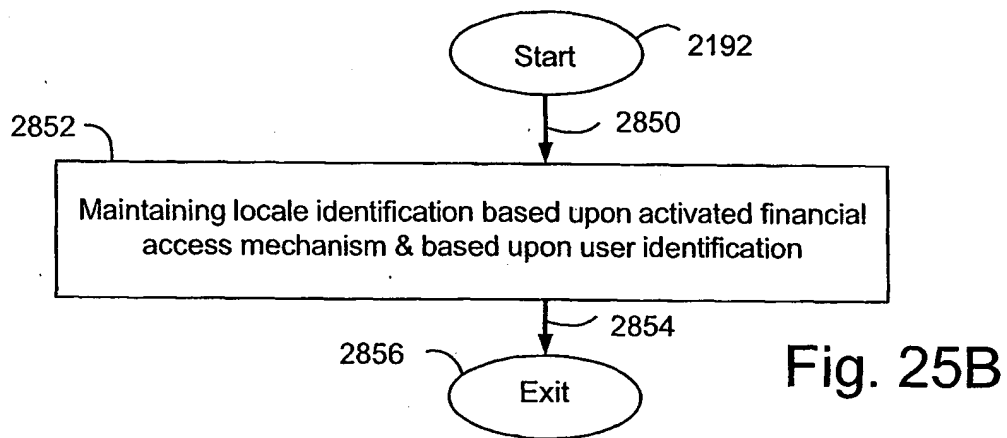 Start
2192
2850
2852
Maintaining locale identification based upon activated financial
access mechanism & based upon user identification
2854
2856
Exit
Fig. 25B